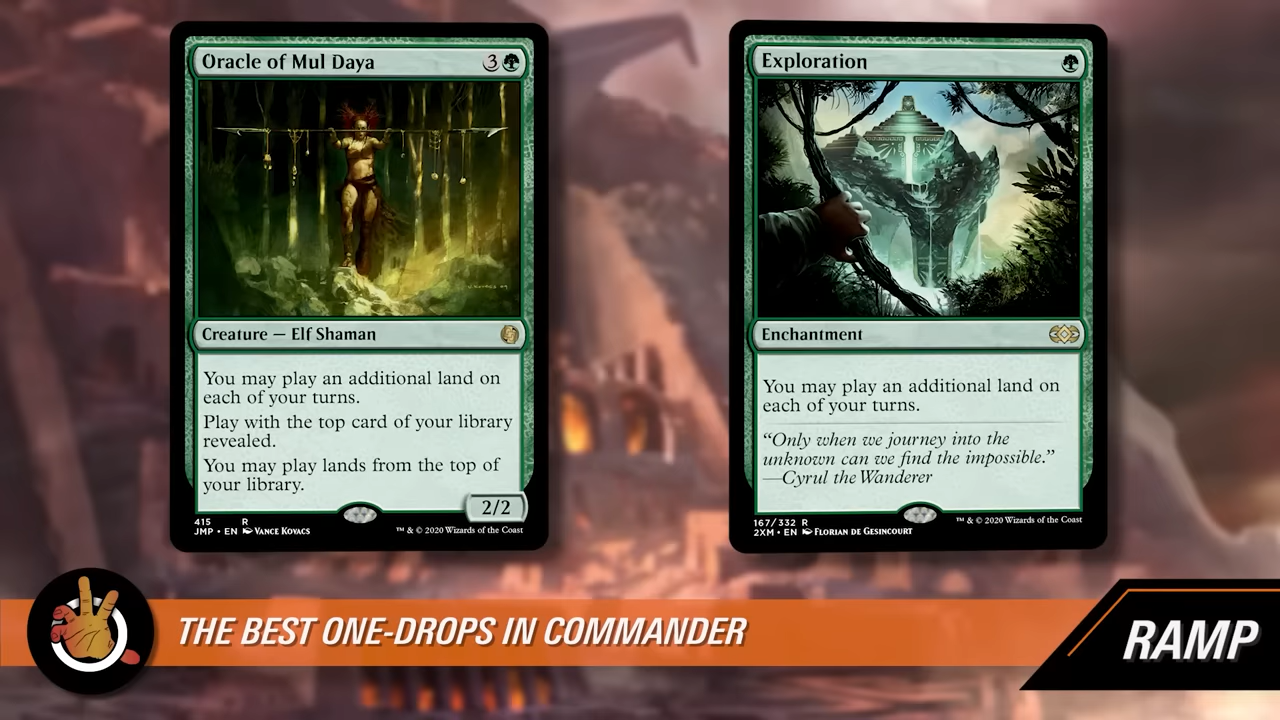 Oracle of Mul Daya 3
Creature — Elf Shaman
You may play an additional land on
each of your turns.
Play with the top card of your library
revealed.
You may play lands from the top of
your library.
2/2
415 R
JMP • EN Vance Kovacs
™ & © 2020 Wizards of the Coast
Exploration
Enchantment
You may play an additional land on
each of your turns.
“Only when we journey into the
unknown can we find the impossible.”
—Cyrul the Wanderer
167/332 R
2XM • EN Florian de Gesincourt
™ & © 2020 Wizards of the Coast
THE BEST ONE-DROPS IN COMMANDER
RAMP